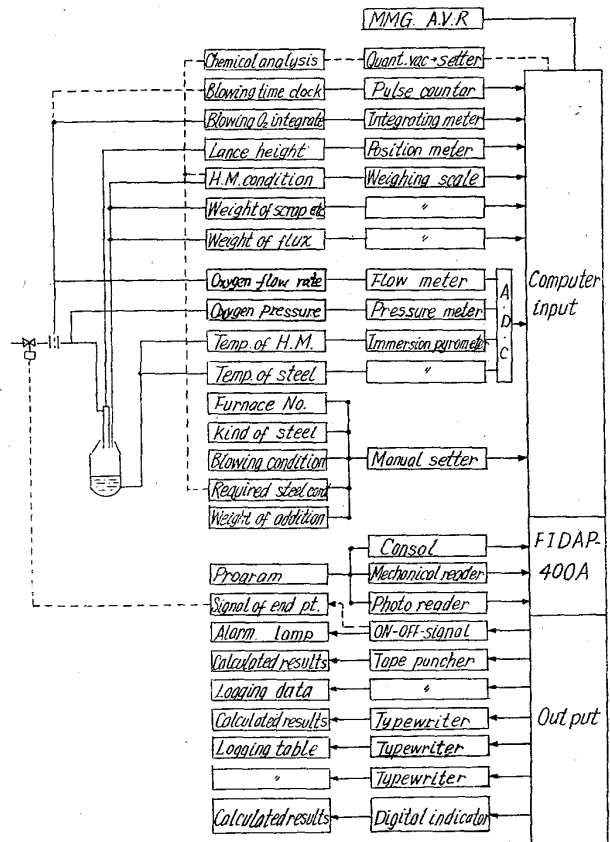 MMG. A.V.R
Chemical analysis Quant. vac→setter
Blowing time clock Pulse countar
Blowing O2 integrate Integrating meter
Lance height Position meter
H.M. condition Weighing scale
Weight of scrap etc "
Weight of flux "
Computer
input
Oxygen flow rate Flow meter
Oxygen pressure Pressure meter
Temp. of H.M. Immersion pyrometer
Temp. of steel "
A.D.C
Furnace No.
Kind of steel
Blowing condition Manual setter
Required steel cond
Weight of addition
FIDAP-
400A
Consol
Program Mechanical reader
Signal of end pt. Photo reader
Alarm. lamp ON-OFF-signal
Calculated results Tape puncher
Logging data "
Output
Calculated results Typewriter
Logging table Typewriter
" Typewriter
Calculated results Digital indicator